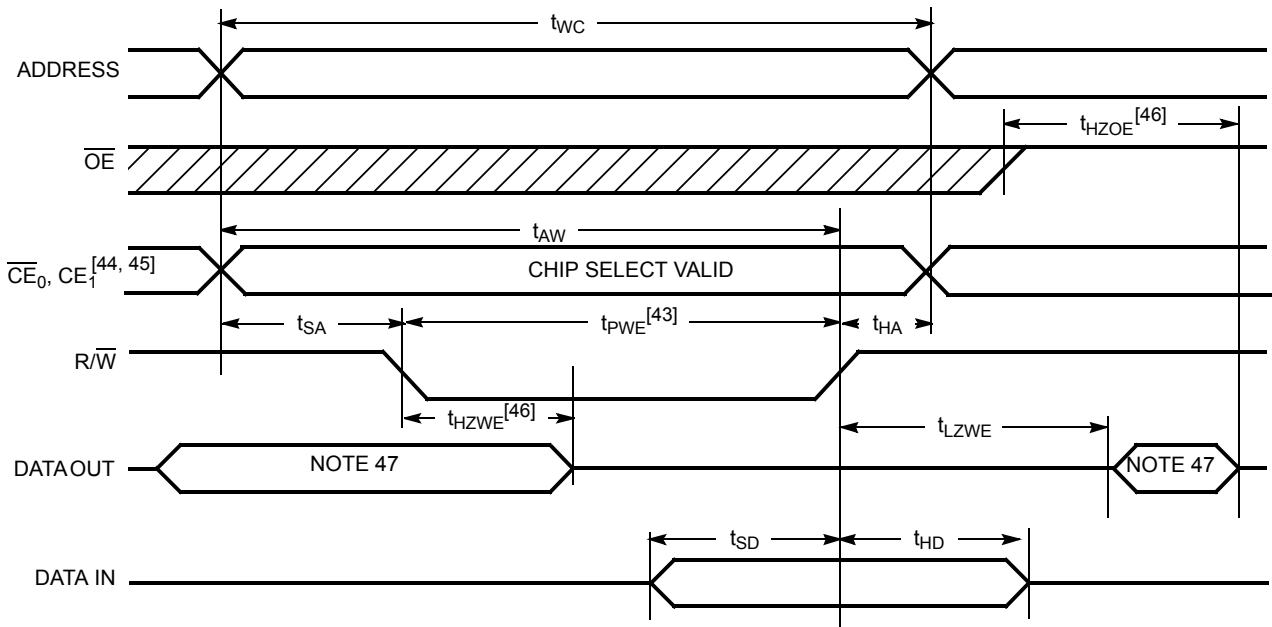 tWC
ADDRESS
tHZOE[46]
OE
tAW
CE0, CE1[44, 45]
CHIP SELECT VALID
tSA
tPWE[43]
tHA
R/W
tHZWE[46]
tLZWE
DATA OUT
NOTE 47
NOTE 47
tSD
tHD
DATA IN